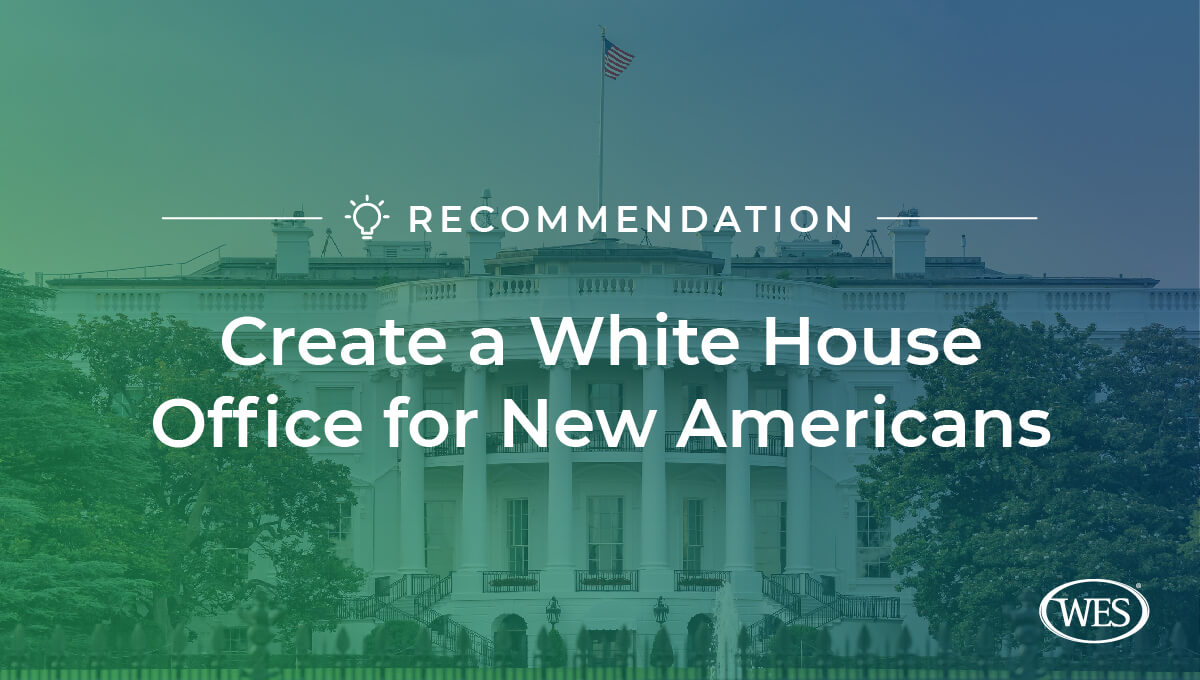 RECOMMENDATION
Create a White House
Office for New Americans
WES®